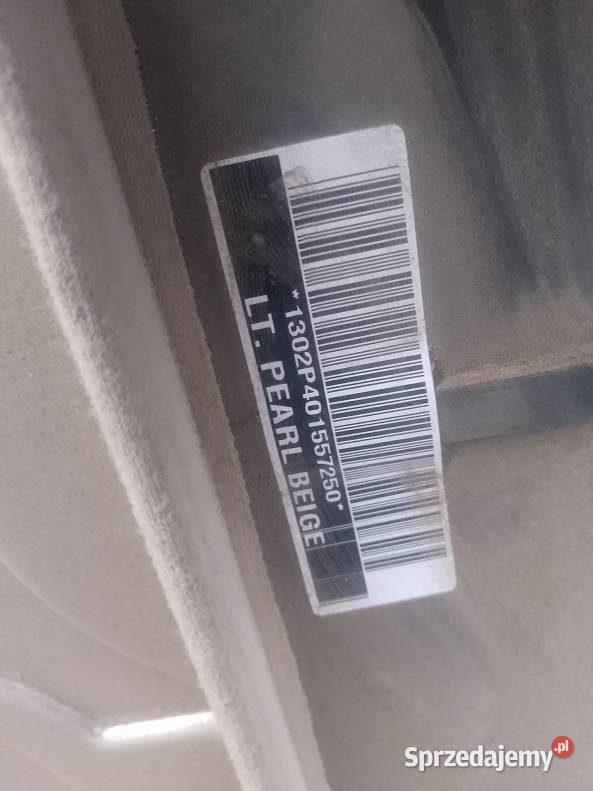 *1302P401557250*
LT. PEARL BEIGE
Sprzedajemy.pl